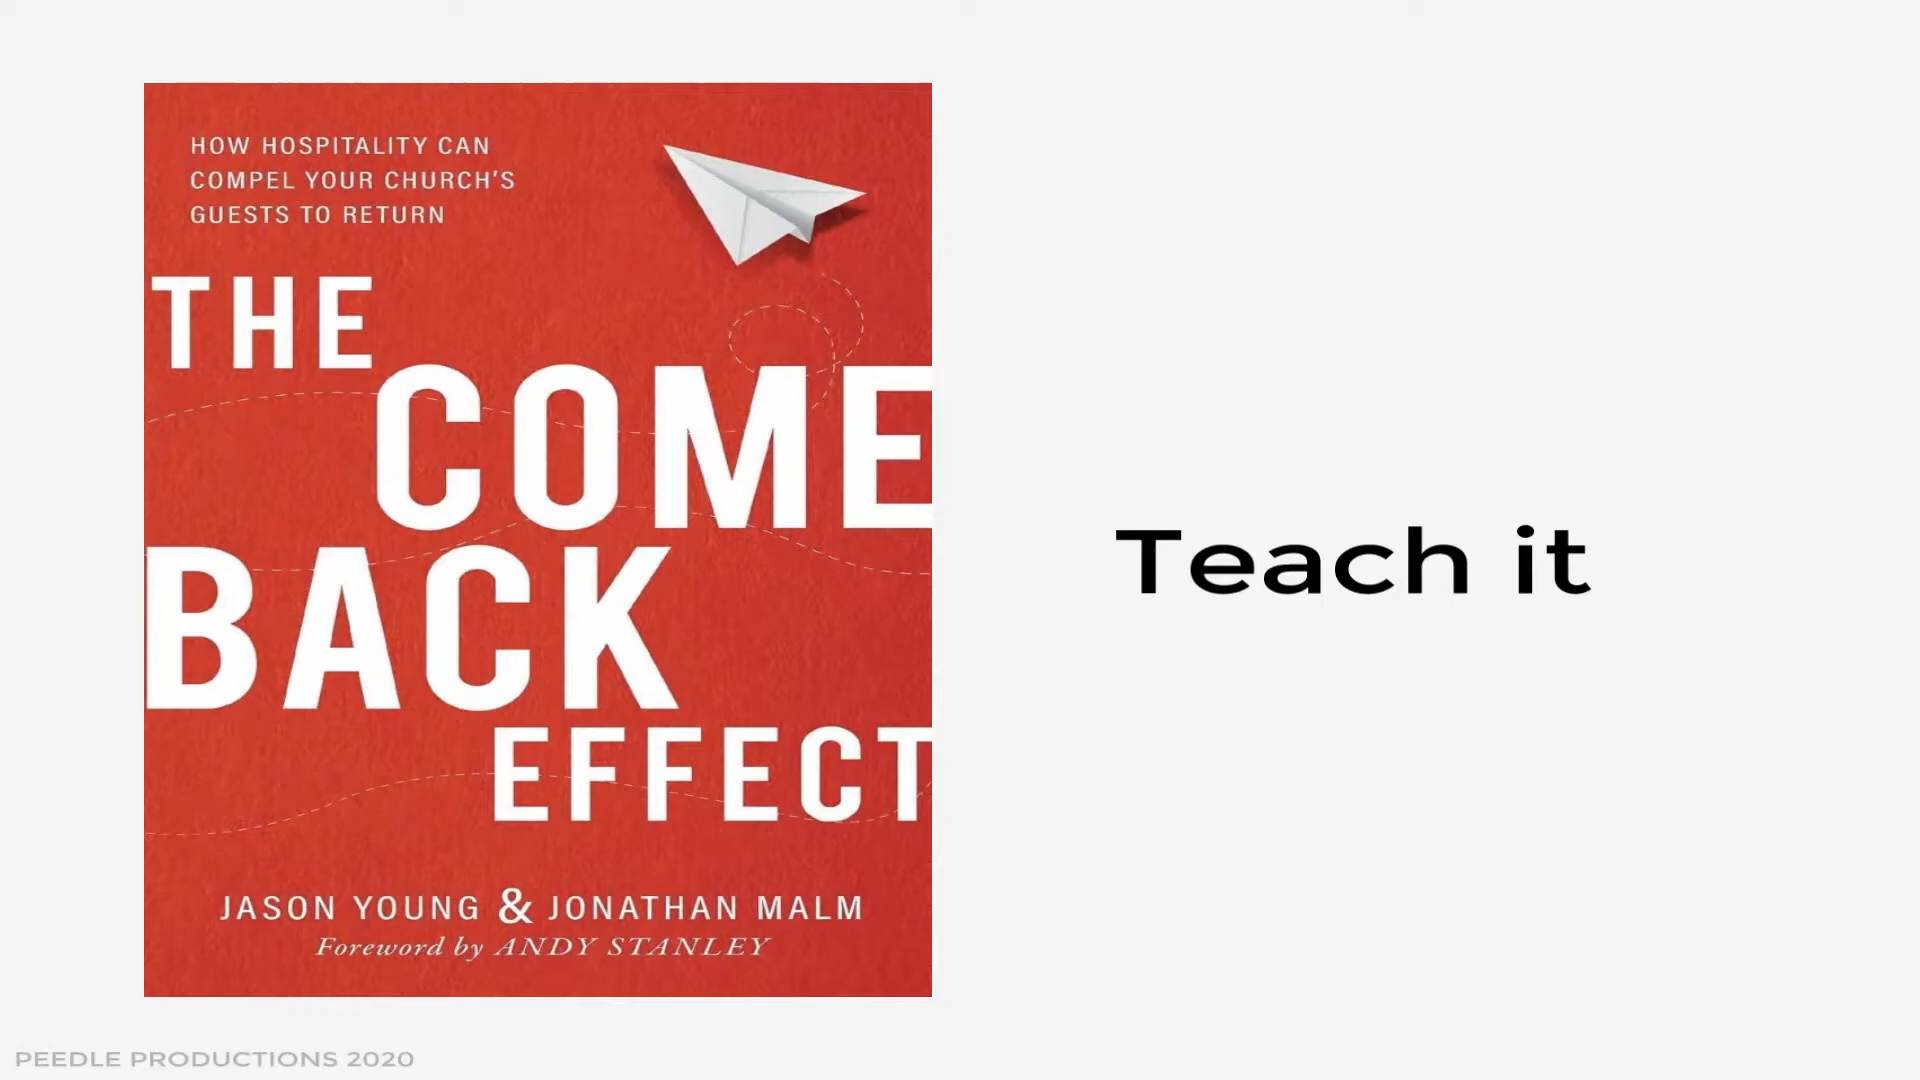 HOW HOSPITALITY CAN
COMPEL YOUR CHURCH'S
GUESTS TO RETURN
THE
COME
BACK
EFFECT
JASON YOUNG & JONATHAN MALM
Foreword by ANDY STANLEY
Teach it
PEEDLE PRODUCTIONS 2020